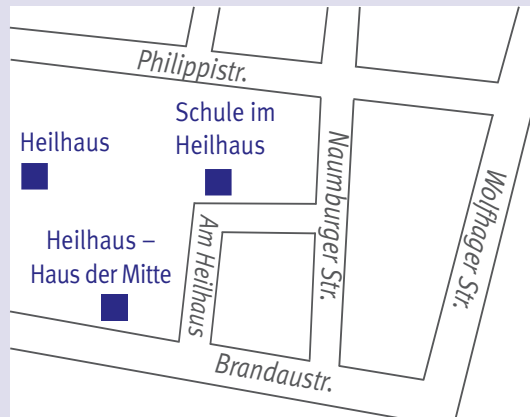 Philippistr.
Schule im
Heilhaus
Heilhaus
Naumburger Str.
Wolfhager Str.
Am Heilhaus
Heilhaus –
Haus der Mitte
Brandaustr.